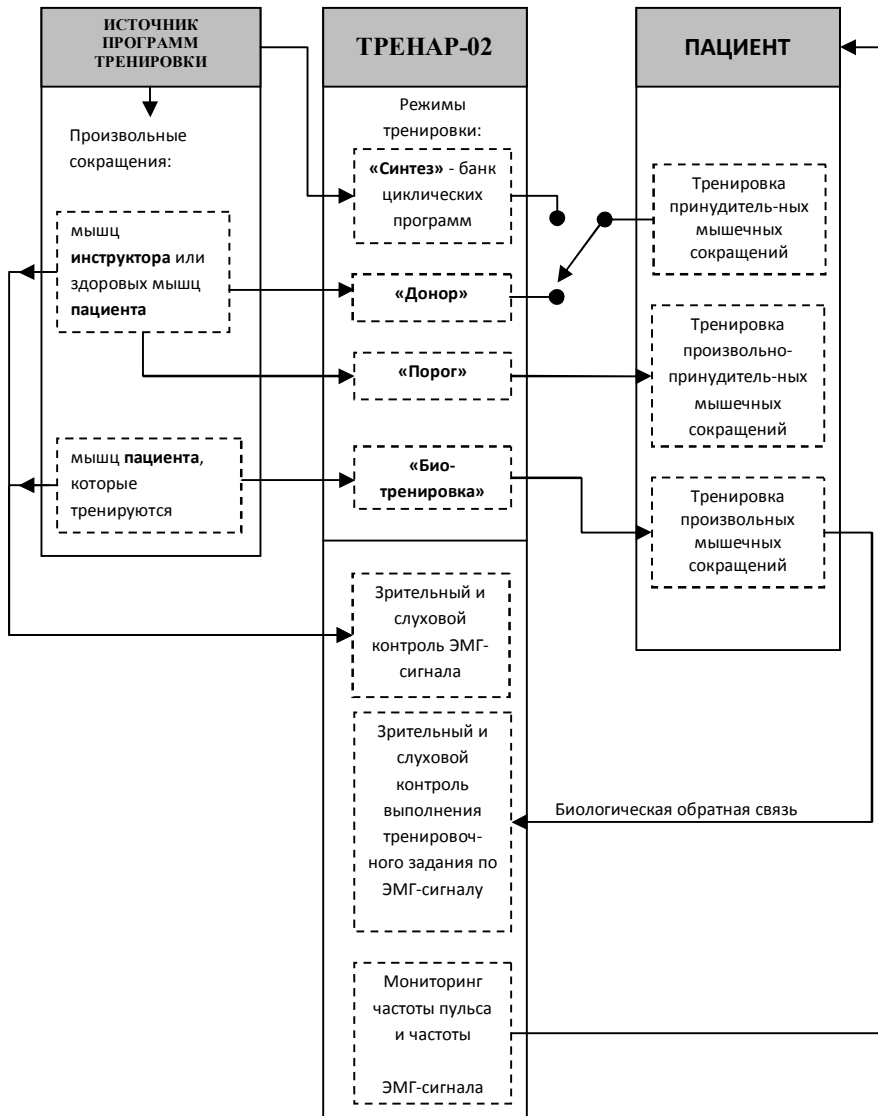 ИСТОЧНИК
ПРОГРАММ
ТРЕНИРОВКИ
Произвольные
сокращения:
мышц
инструктора или
здоровых мышц
пациента
мышц пациента,
которые
тренируются
ТРЕНАР-02
Режимы
тренировки:
«Синтез» - банк
циклических
программ
«Донор»
«Порог»
«Био-
тренировка»
Зрительный и
слуховой
контроль ЭМГ-
сигнала
Зрительный и
слуховой
контроль
выполнения
тренировоч-
ного задания по
ЭМГ-сигналу
Мониторинг
частоты пульса
и частоты
ЭМГ-сигнала
ПАЦИЕНТ
Тренировка
принудитель-ных
мышечных
сокращений
Тренировка
произвольно-
принудитель-ных
мышечных
сокращений
Тренировка
произвольных
мышечных
сокращений
Биологическая обратная связь